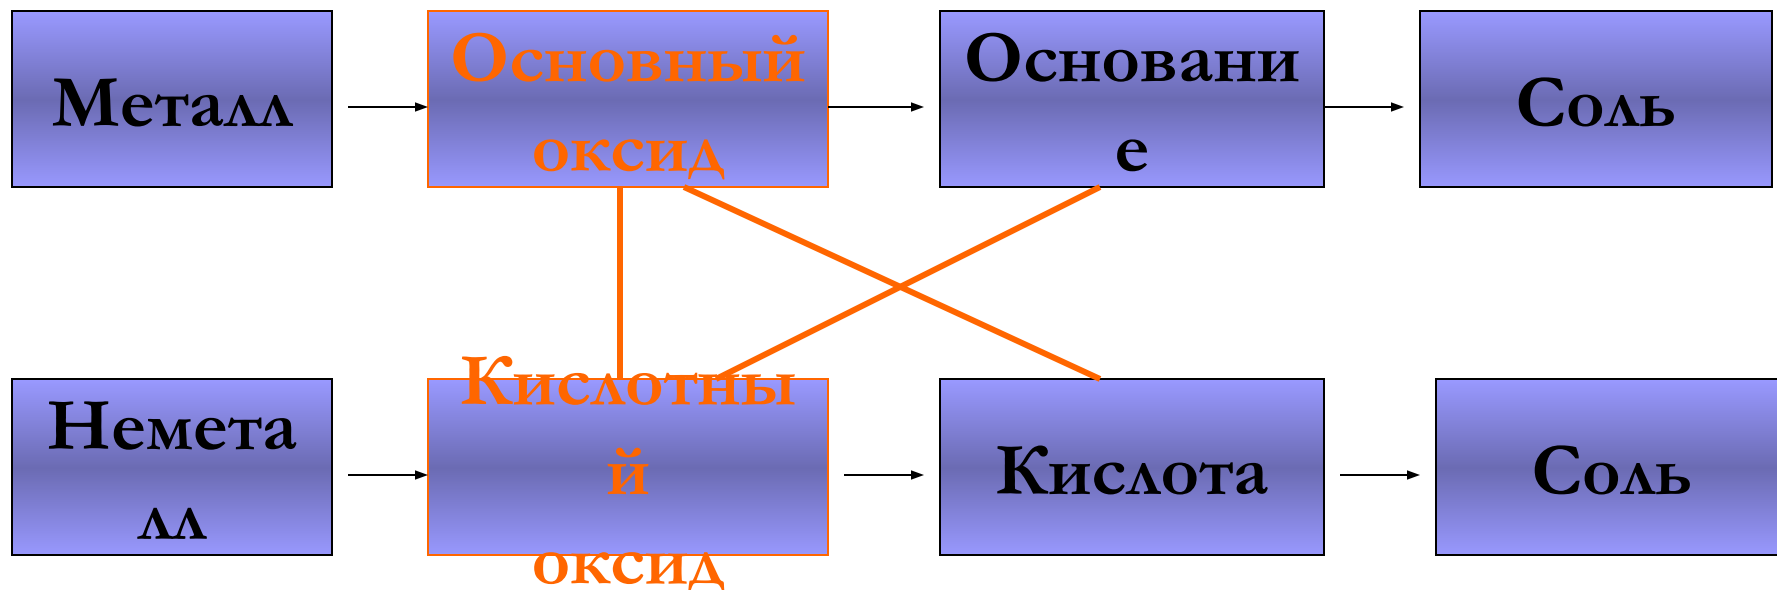 Металл
Основный
оксид
Основани
е
Соль
Немета
лл
Кислотны
й
оксид
Кислота
Соль